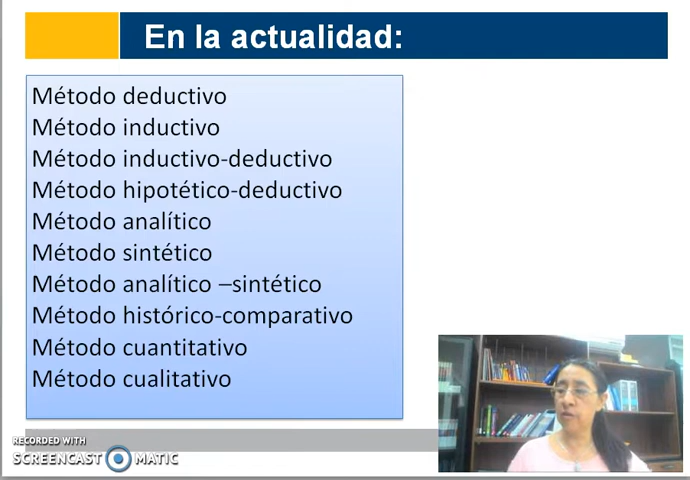 En la actualidad:
Método deductivo
Método inductivo
Método inductivo-deductivo
Método hipotético-deductivo
Método analítico
Método sintético
Método analítico –sintético
Método histórico-comparativo
Método cuantitativo
Método cualitativo
RECORDED WITH
SCREENCAST MATIC